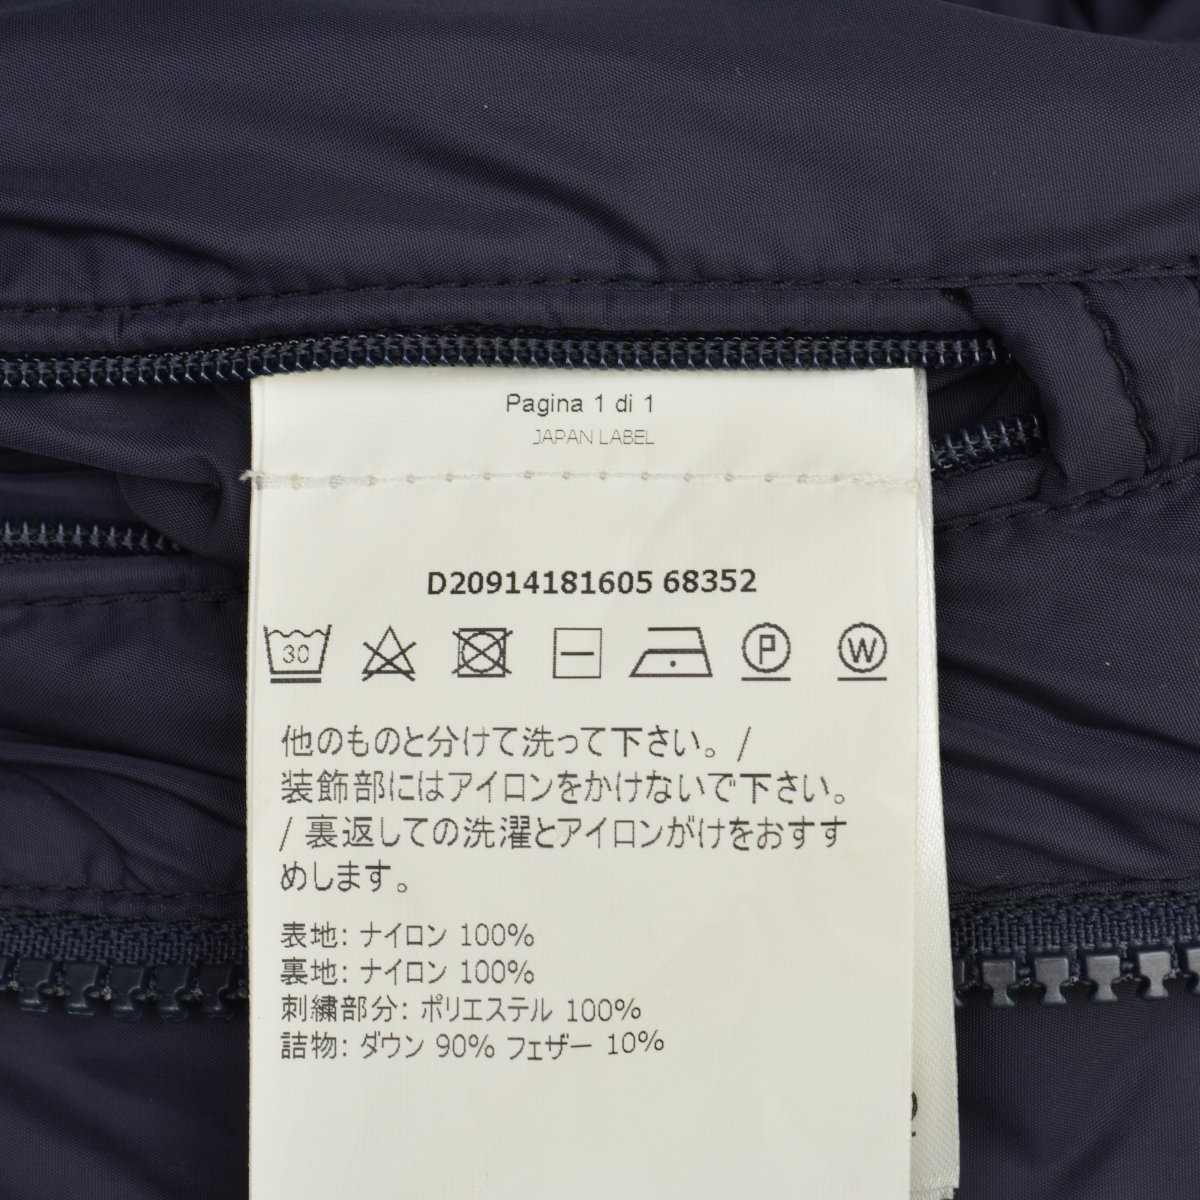 Pagina 1 di 1
JAPAN LABEL
D20914181605 68352
30 P W
他のものと分けて洗って下さい。 /
装飾部にはアイロンをかけないで下さい。
/ 裏返しての洗濯とアイロンがけをおすす
めします。
表地: ナイロン 100%
裏地: ナイロン 100%
刺繍部分: ポリエステル 100%
詰物: ダウン 90% フェザー 10%